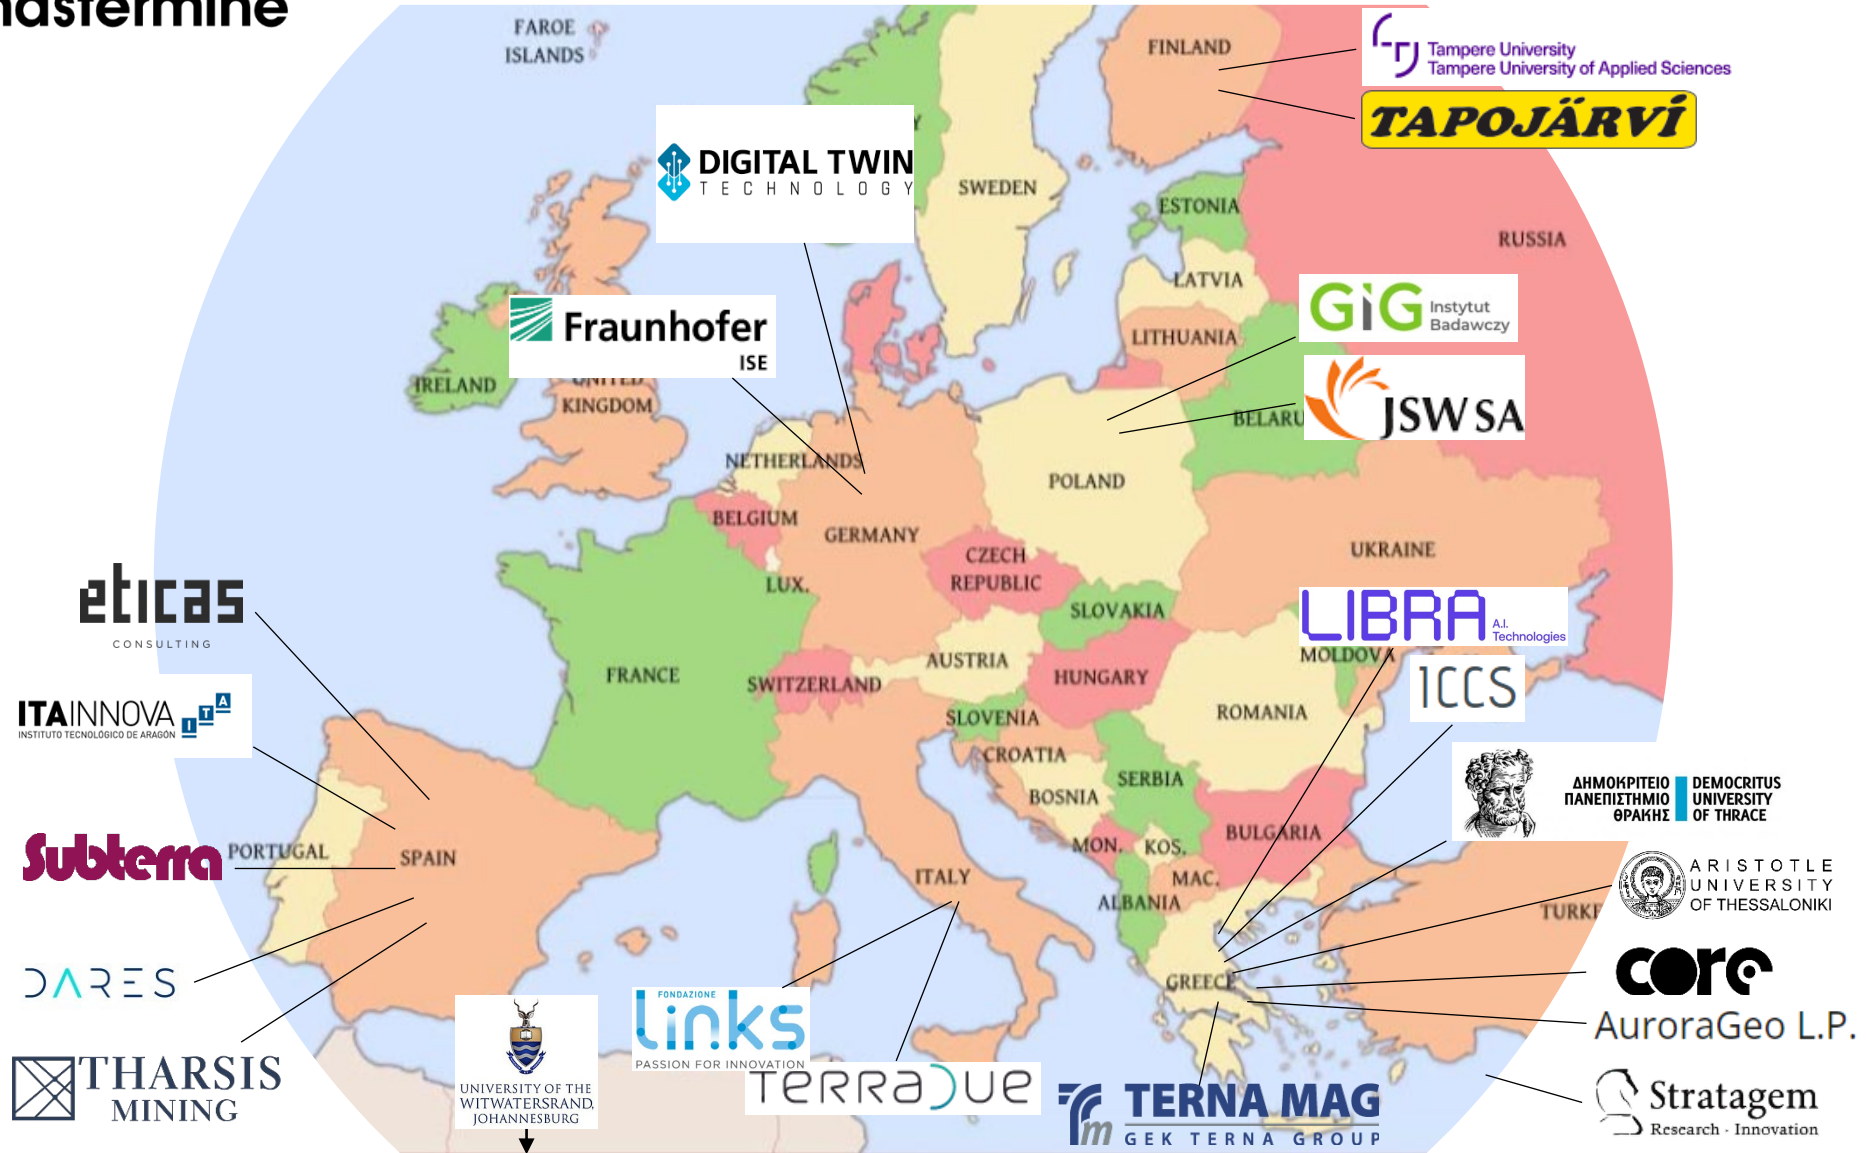 mastermine
FAROE
ISLANDS
FINLAND
Tampere University
Tampere University of Applied Sciences
TAPOJÄRVI
DIGITAL TWIN
TECHNOLOGY
SWEDEN
ESTONIA
RUSSIA
LATVIA
GiG Instytut
Badawczy
Fraunhofer
ISE
LITHUANIA
IRELAND
UNITED
KINGDOM
BELARU
JSW SA
NETHERLANDS
POLAND
BELGIUM
GERMANY
CZECH
REPUBLIC
UKRAINE
LUX.
SLOVAKIA
eticas
CONSULTING
LIBRA A.I.
Technologies
MOLDOVA
AUSTRIA
FRANCE
SWITZERLAND
HUNGARY
ICCS
ITAINNOVA ITA
INSTITUTO TECNOLÓGICO DE ARAGÓN
SLOVENIA
ROMANIA
CROATIA
SERBIA
BOSNIA
ΔΗΜΟΚΡΙΤΕΙΟ
ΠΑΝΕΠΙΣΤΗΜΙΟ
ΘΡΑΚΗΣ
DEMOCRITUS
UNIVERSITY
OF THRACE
Subterra
PORTUGAL
SPAIN
MON.
KOS.
BULGARIA
ITALY
MAC.
ALBANIA
TURKE
ARISTOTLE
UNIVERSITY
OF THESSALONIKI
DARES
GREECE
core
AuroraGeo L.P.
FONDAZIONE
Links
PASSION FOR INNOVATION
THARSIS
MINING
UNIVERSITY OF THE
WITWATERSRAND,
JOHANNESBURG
TERRADUE
TERNA MAG
GEK TERNA GROUP
Stratagem
Research - Innovation